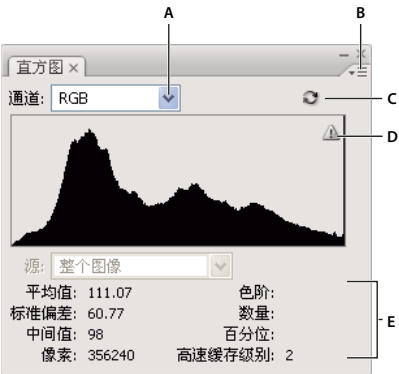 A
B
直方图 ×
通道: RGB
C
D
源: 整个图像
平均值: 111.07
色阶:
标准偏差: 60.77
数量:
中间值: 98
百分位:
像素: 356240
高速缓存级别: 2
E